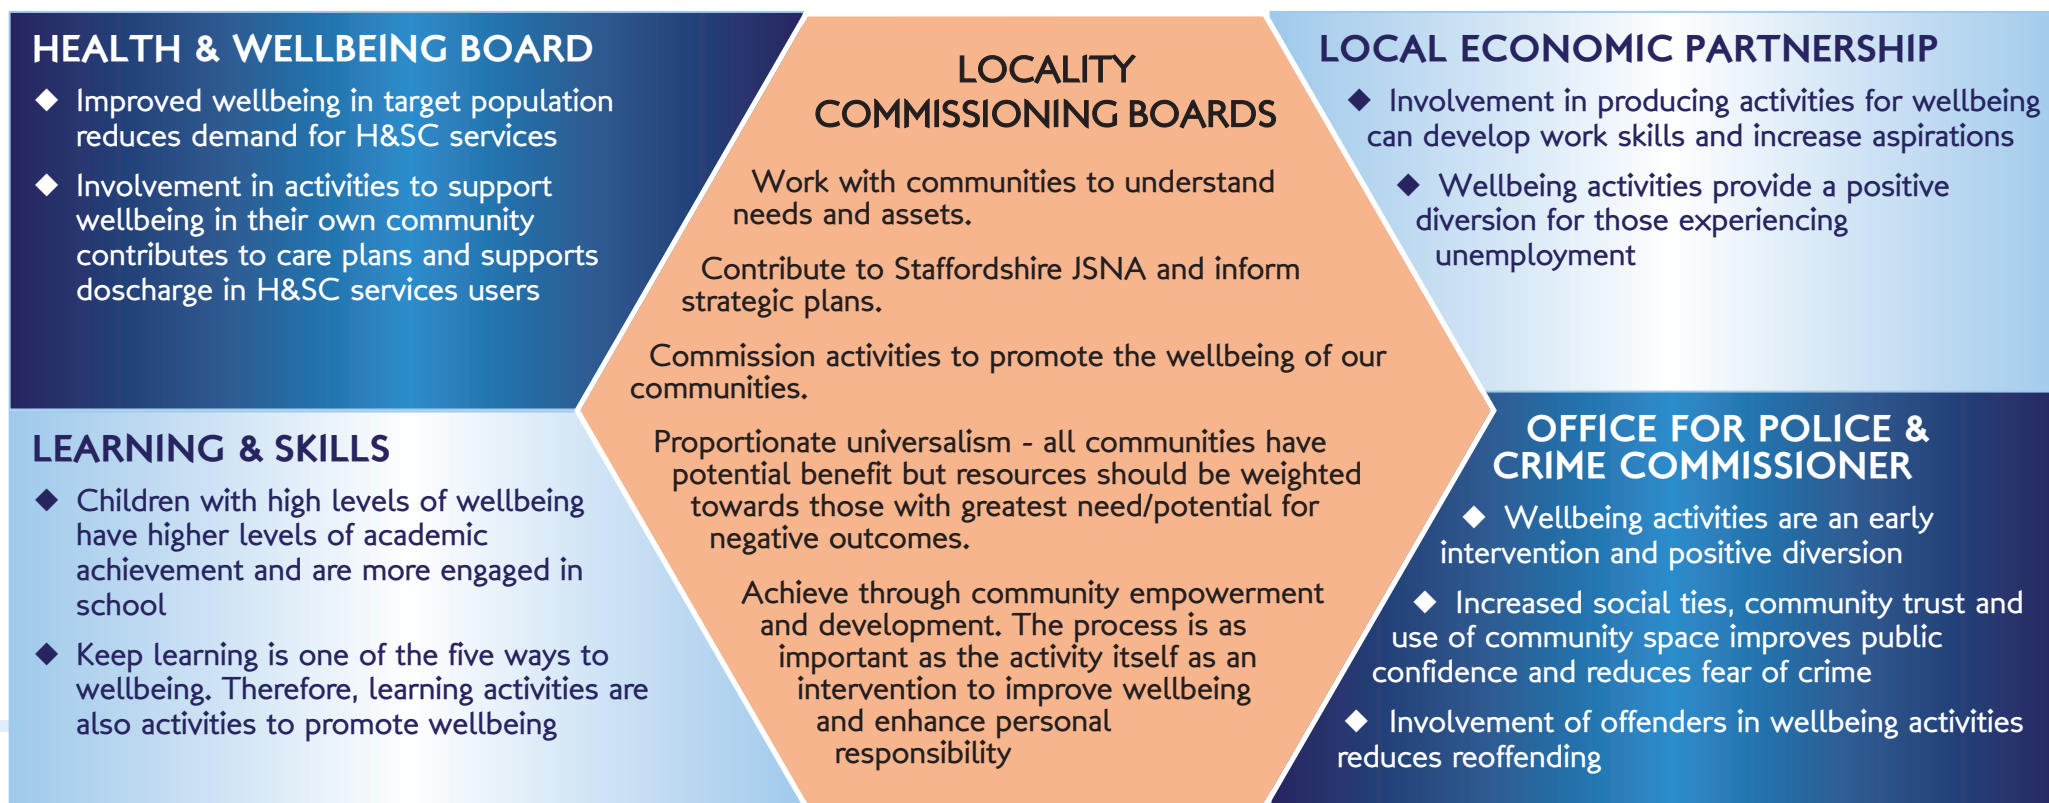 HEALTH & WELLBEING BOARD
◆ Improved wellbeing in target population
reduces demand for H&SC services
◆ Involvement in activities to support
wellbeing in their own community
contributes to care plans and supports
doscharge in H&SC services users
LEARNING & SKILLS
◆ Children with high levels of wellbeing
have higher levels of academic
achievement and are more engaged in
school
◆ Keep learning is one of the five ways to
wellbeing. Therefore, learning activities are
also activities to promote wellbeing
LOCALITY
COMMISSIONING BOARDS
Work with communities to understand
needs and assets.
Contribute to Staffordshire JSNA and inform
strategic plans.
Commission activities to promote the wellbeing of our
communities.
Proportionate universalism - all communities have
potential benefit but resources should be weighted
towards those with greatest need/potential for
negative outcomes.
Achieve through community empowerment
and development. The process is as
important as the activity itself as an
intervention to improve wellbeing
and enhance personal
responsibility
LOCAL ECONOMIC PARTNERSHIP
◆ Involvement in producing activities for wellbeing
can develop work skills and increase aspirations
◆ Wellbeing activities provide a positive
diversion for those experiencing
unemployment
OFFICE FOR POLICE &
CRIME COMMISSIONER
◆ Wellbeing activities are an early
intervention and positive diversion
◆ Increased social ties, community trust and
use of community space improves public
confidence and reduces fear of crime
◆ Involvement of offenders in wellbeing activities
reduces reoffending